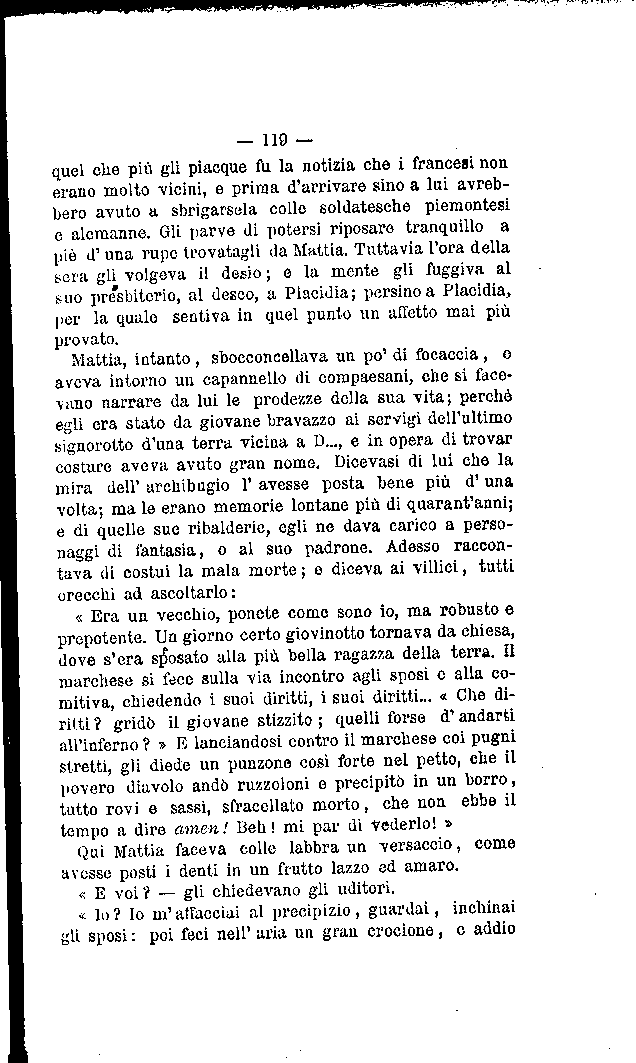 — 119 —
quel che più gli piacque fu la notizia che i francesi non
erano molto vicini, e prima d'arrivare sino a lui avreb-
bero avuto a sbrigarsela colle soldatesche piemontesi
e alemanne. Gli parve di potersi riposare tranquillo a
piè d' una rupe trovatagli da Mattia. Tuttavia l'ora della
sera gli volgeva il desio; e la mente gli fuggiva al
suo presbiterio, al desco, a Placidia; persino a Placidia,
per la quale sentiva in quel punto un affetto mai più
provato.
Mattia, intanto, sbocconcellava un po' di focaccia, e
aveva intorno un capannello di compaesani, che si face-
vano narrare da lui le prodezze della sua vita; perchè
egli era stato da giovane bravazzo ai servigi dell'ultimo
signorotto d'una terra vicina a D..., e in opera di trovar
costure aveva avuto gran nome. Dicevasi di lui che la
mira dell' archibugio l' avesse posta bene più d' una
volta; ma le erano memorie lontane più di quarant'anni;
e di quelle sue ribalderie, egli ne dava carico a perso-
naggi di fantasia, o al suo padrone. Adesso raccon-
tava di costui la mala morte; e diceva ai villici, tutti
orecchi ad ascoltarlo:
« Era un vecchio, ponete come sono io, ma robusto e
prepotente. Un giorno certo giovinotto tornava da chiesa,
dove s'era sposato alla più bella ragazza della terra. Il
marchese si fece sulla via incontro agli sposi e alla co-
mitiva, chiedendo i suoi diritti, i suoi diritti... « Che di-
ritti? gridò il giovane stizzito; quelli forse d' andarti
all'inferno? » E lanciandosi contro il marchese coi pugni
stretti, gli diede un punzone così forte nel petto, che il
povero diavolo andò ruzzoloni e precipitò in un borro,
tutto rovi e sassi, sfracellato morto, che non ebbe il
tempo a dire amen! Beh! mi par di vederlo! »
Qui Mattia faceva colle labbra un versaccio, come
avesse posti i denti in un frutto lazzo ed amaro.
« E voi? — gli chiedevano gli uditori.
« Io? Io m'affacciai al precipizio, guardai, inchinai
gli sposi: poi feci nell' aria un gran crocione, e addio